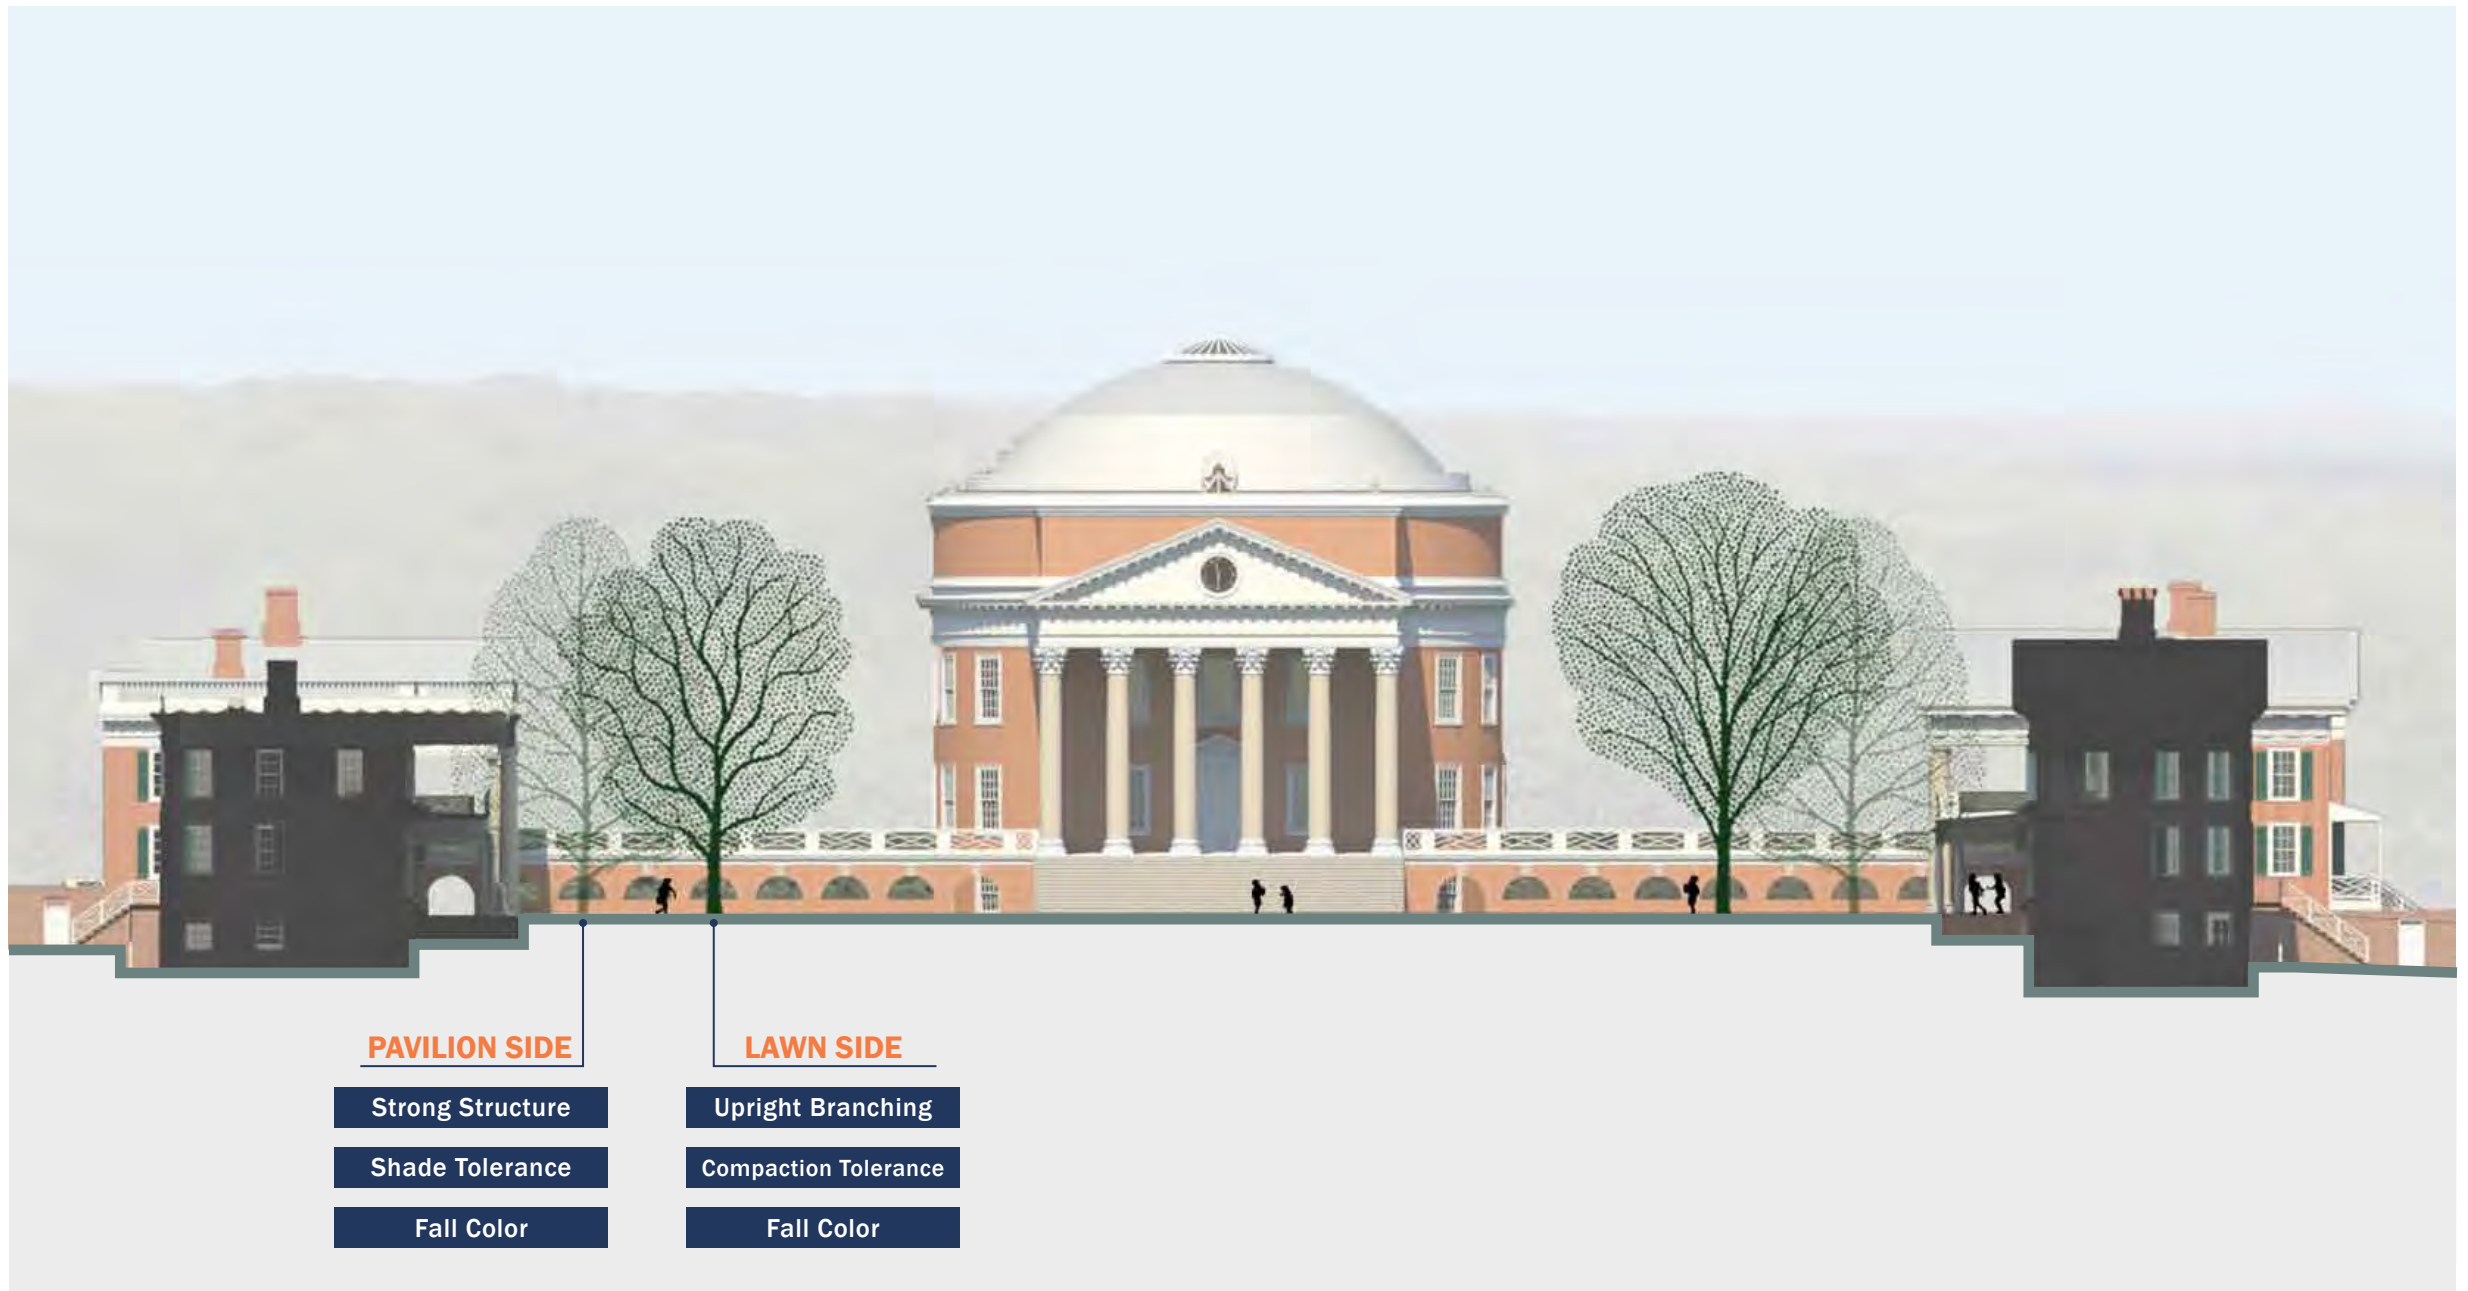 PAVILION SIDE
Strong Structure
Shade Tolerance
Fall Color
LAWN SIDE
Upright Branching
Compaction Tolerance
Fall Color